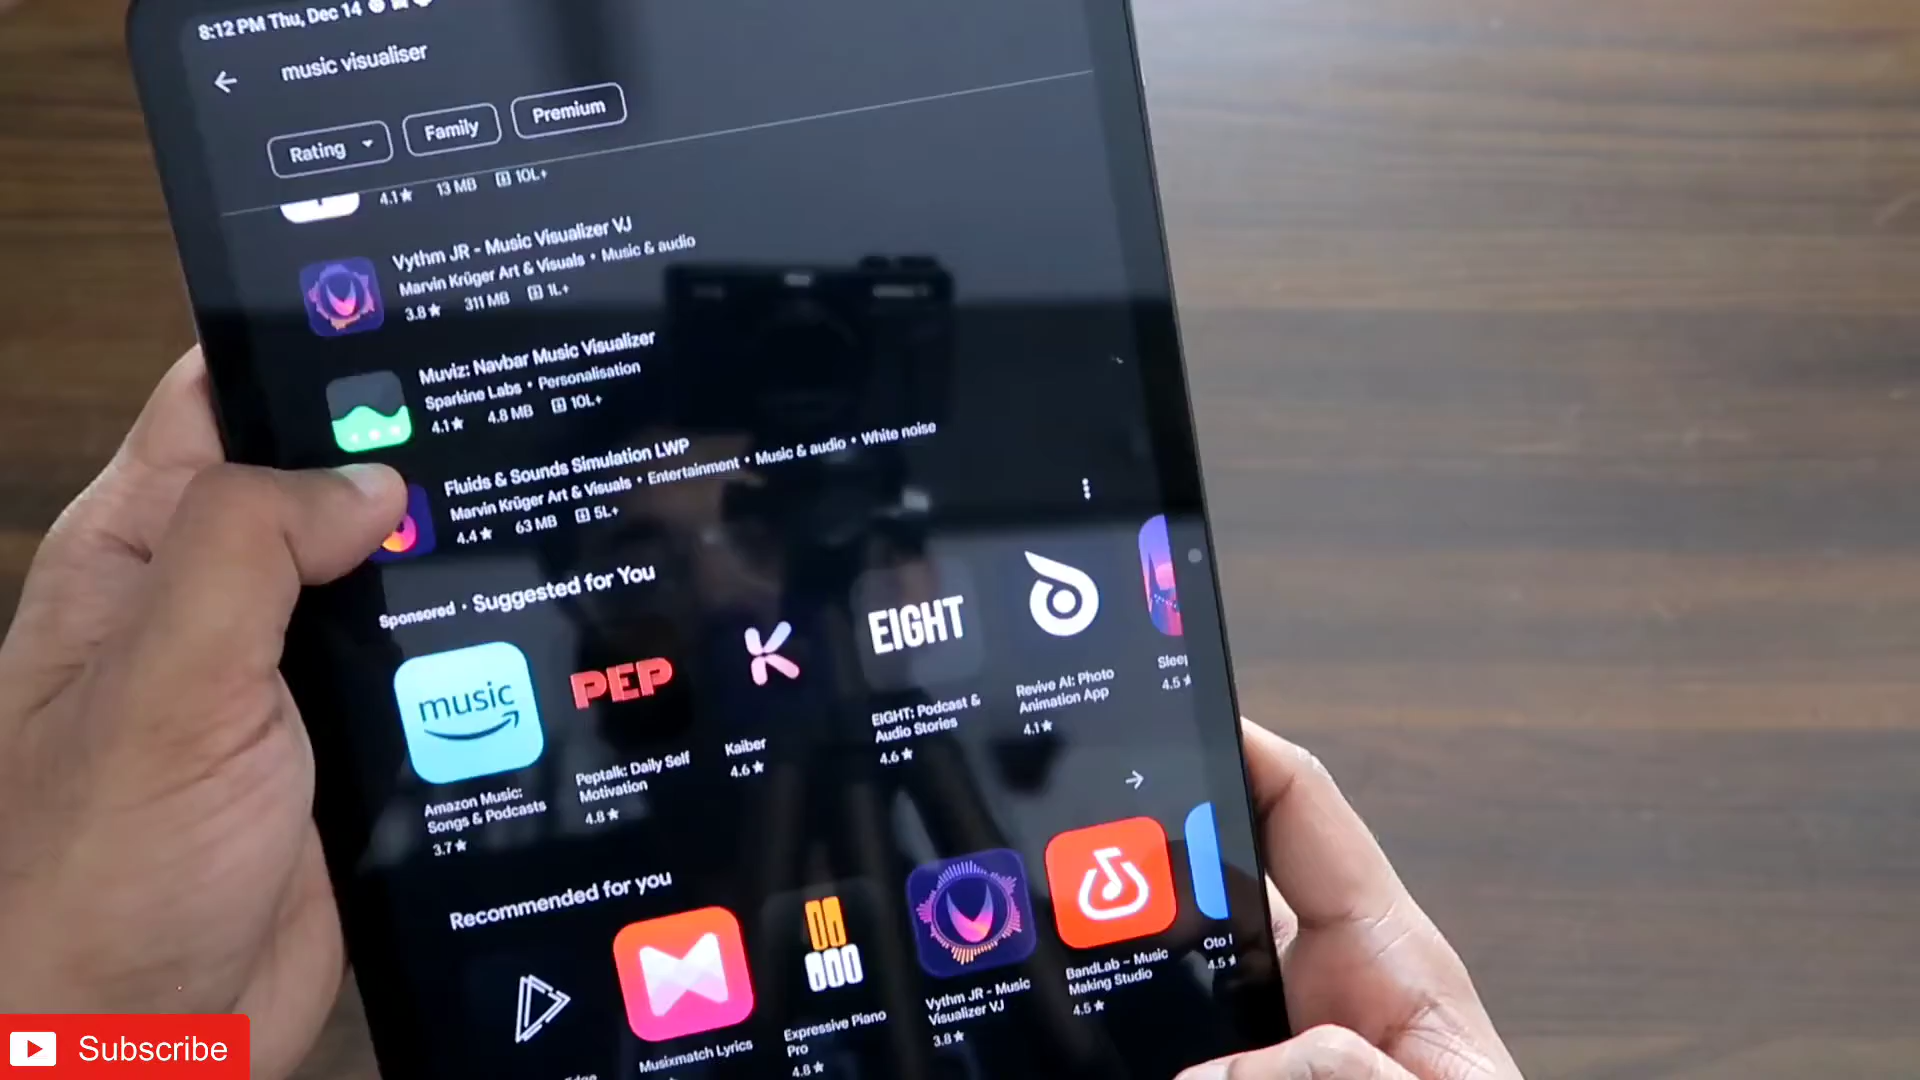 8:12 PM Thu, Dec 14
music visualiser
Rating
Family
Premium
4.1★ 13 MB 10L+
Vythm JR - Music Visualizer VJ
Marvin Krüger Art & Visuals • Music & audio
3.8★ 311 MB 1L+
Muviz: Navbar Music Visualizer
Sparkine Labs • Personalisation
4.1★ 4.8 MB 10L+
Fluids & Sounds Simulation LWP
Marvin Krüger Art & Visuals • Entertainment • Music & audio • White noise
4.4★ 63 MB 5L+
Sponsored · Suggested for You
music
PEP
EIGHT
Amazon Music:
Songs & Podcasts
3.7★
Peptalk: Daily Self
Motivation
4.8★
Kaiber
4.6★
EIGHT: Podcast &
Audio Stories
4.6★
Revive AI: Photo
Animation App
4.1★
Sleep
4.5★
Recommended for you
Musixmatch Lyrics
Expressive Piano
Pro
4.8★
Vythm JR - Music
Visualizer VJ
3.8★
BandLab – Music
Making Studio
4.5★
Oto
4.5★
Subscribe